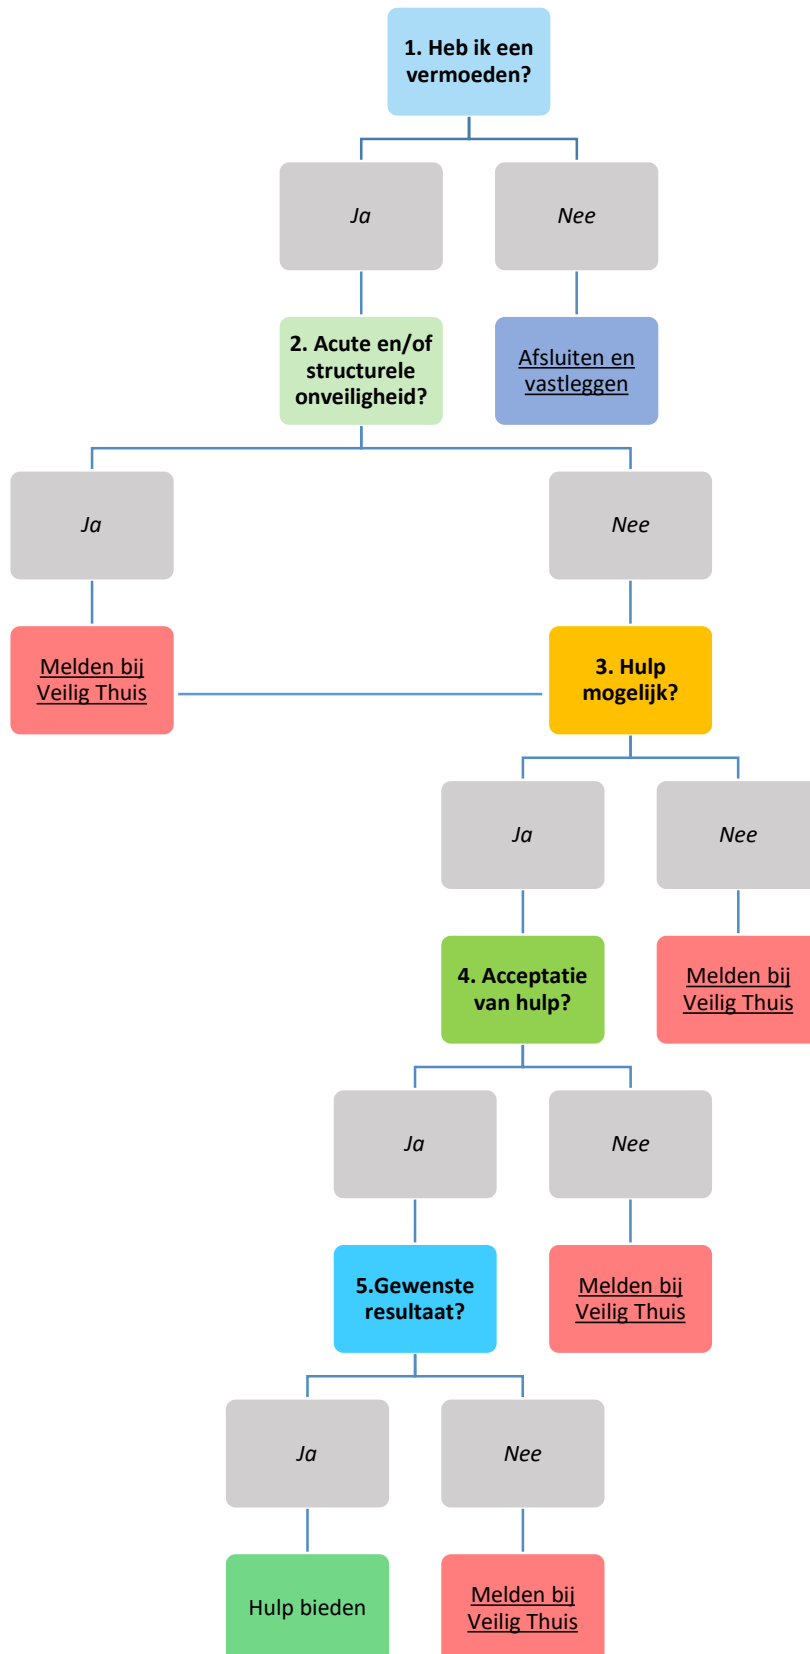 1. Heb ik een
vermoeden?
Ja
Nee
2. Acute en/of
structurele
onveiligheid?
Afsluiten en
vastleggen
Ja
Nee
Melden bij
Veilig Thuis
3. Hulp
mogelijk?
Ja
Nee
4. Acceptatie
van hulp?
Melden bij
Veilig Thuis
Ja
Nee
5.Gewenste
resultaat?
Melden bij
Veilig Thuis
Ja
Nee
Hulp bieden
Melden bij
Veilig Thuis